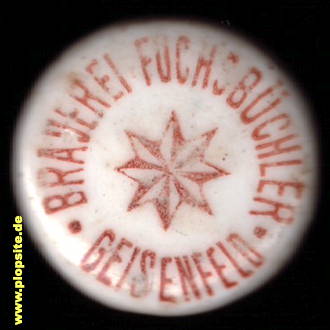 BRAUEREI FUCHSBÜCHLER
• GEISENFELD •
www.plopsite.de